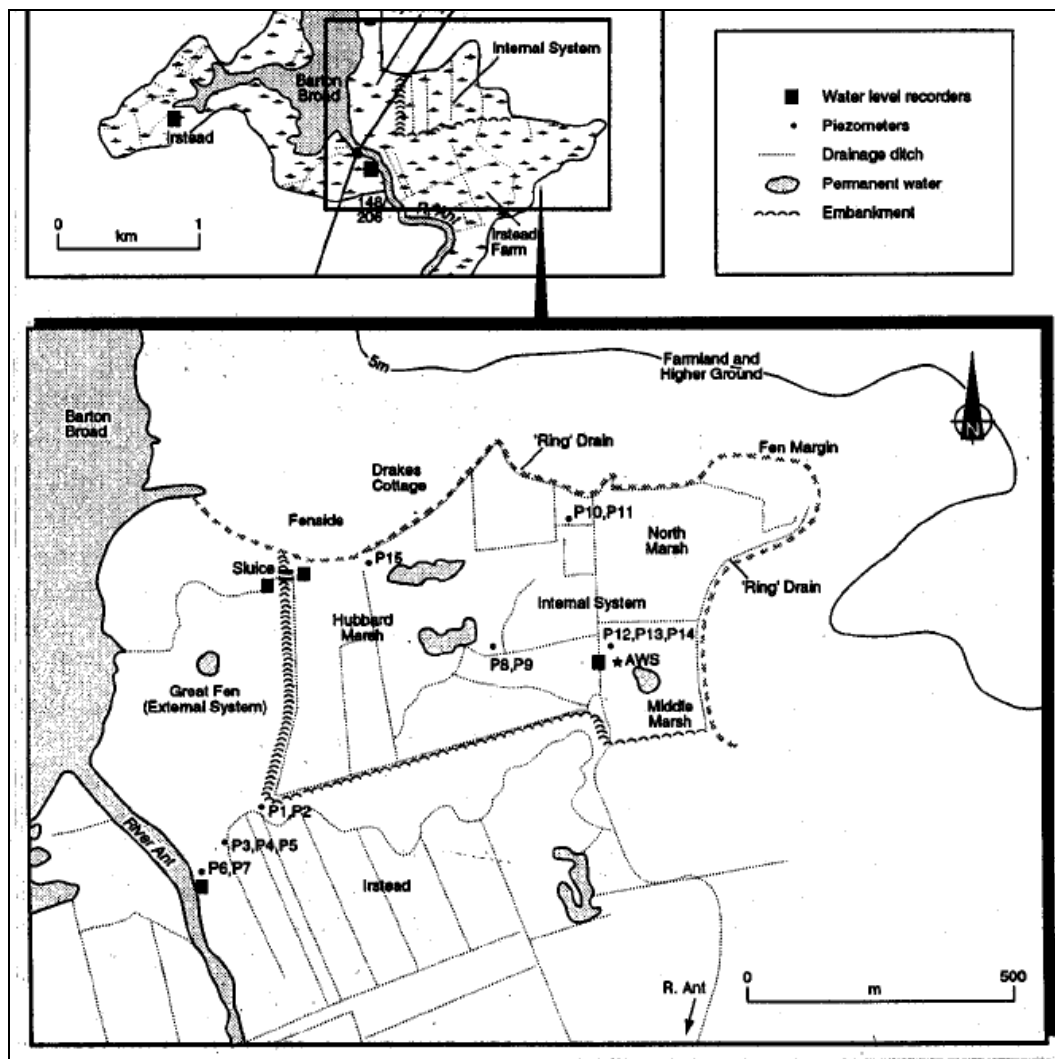 Internal System
Barton
Broad
Irstead
148
206
R. Ant
Irstead
Farm
0
1
km
Water level recorders
Piezometers
Drainage ditch
Permanent water
Embankment
5m
Farmland and
Higher Ground
N
Barton
Broad
'Ring' Drain
Fen Margin
Drakes
Cottage
Fenside
P10,P11
North
Marsh
P15
Sluice
'Ring' Drain
Hubbard
Marsh
Internal System
P12,P13,P14
P8,P9
AWS
Great Fen
(External System)
Middle
Marsh
P1,P2
River Ant
P3,P4,P5
P6,P7
Irstead
0
500
m
R. Ant